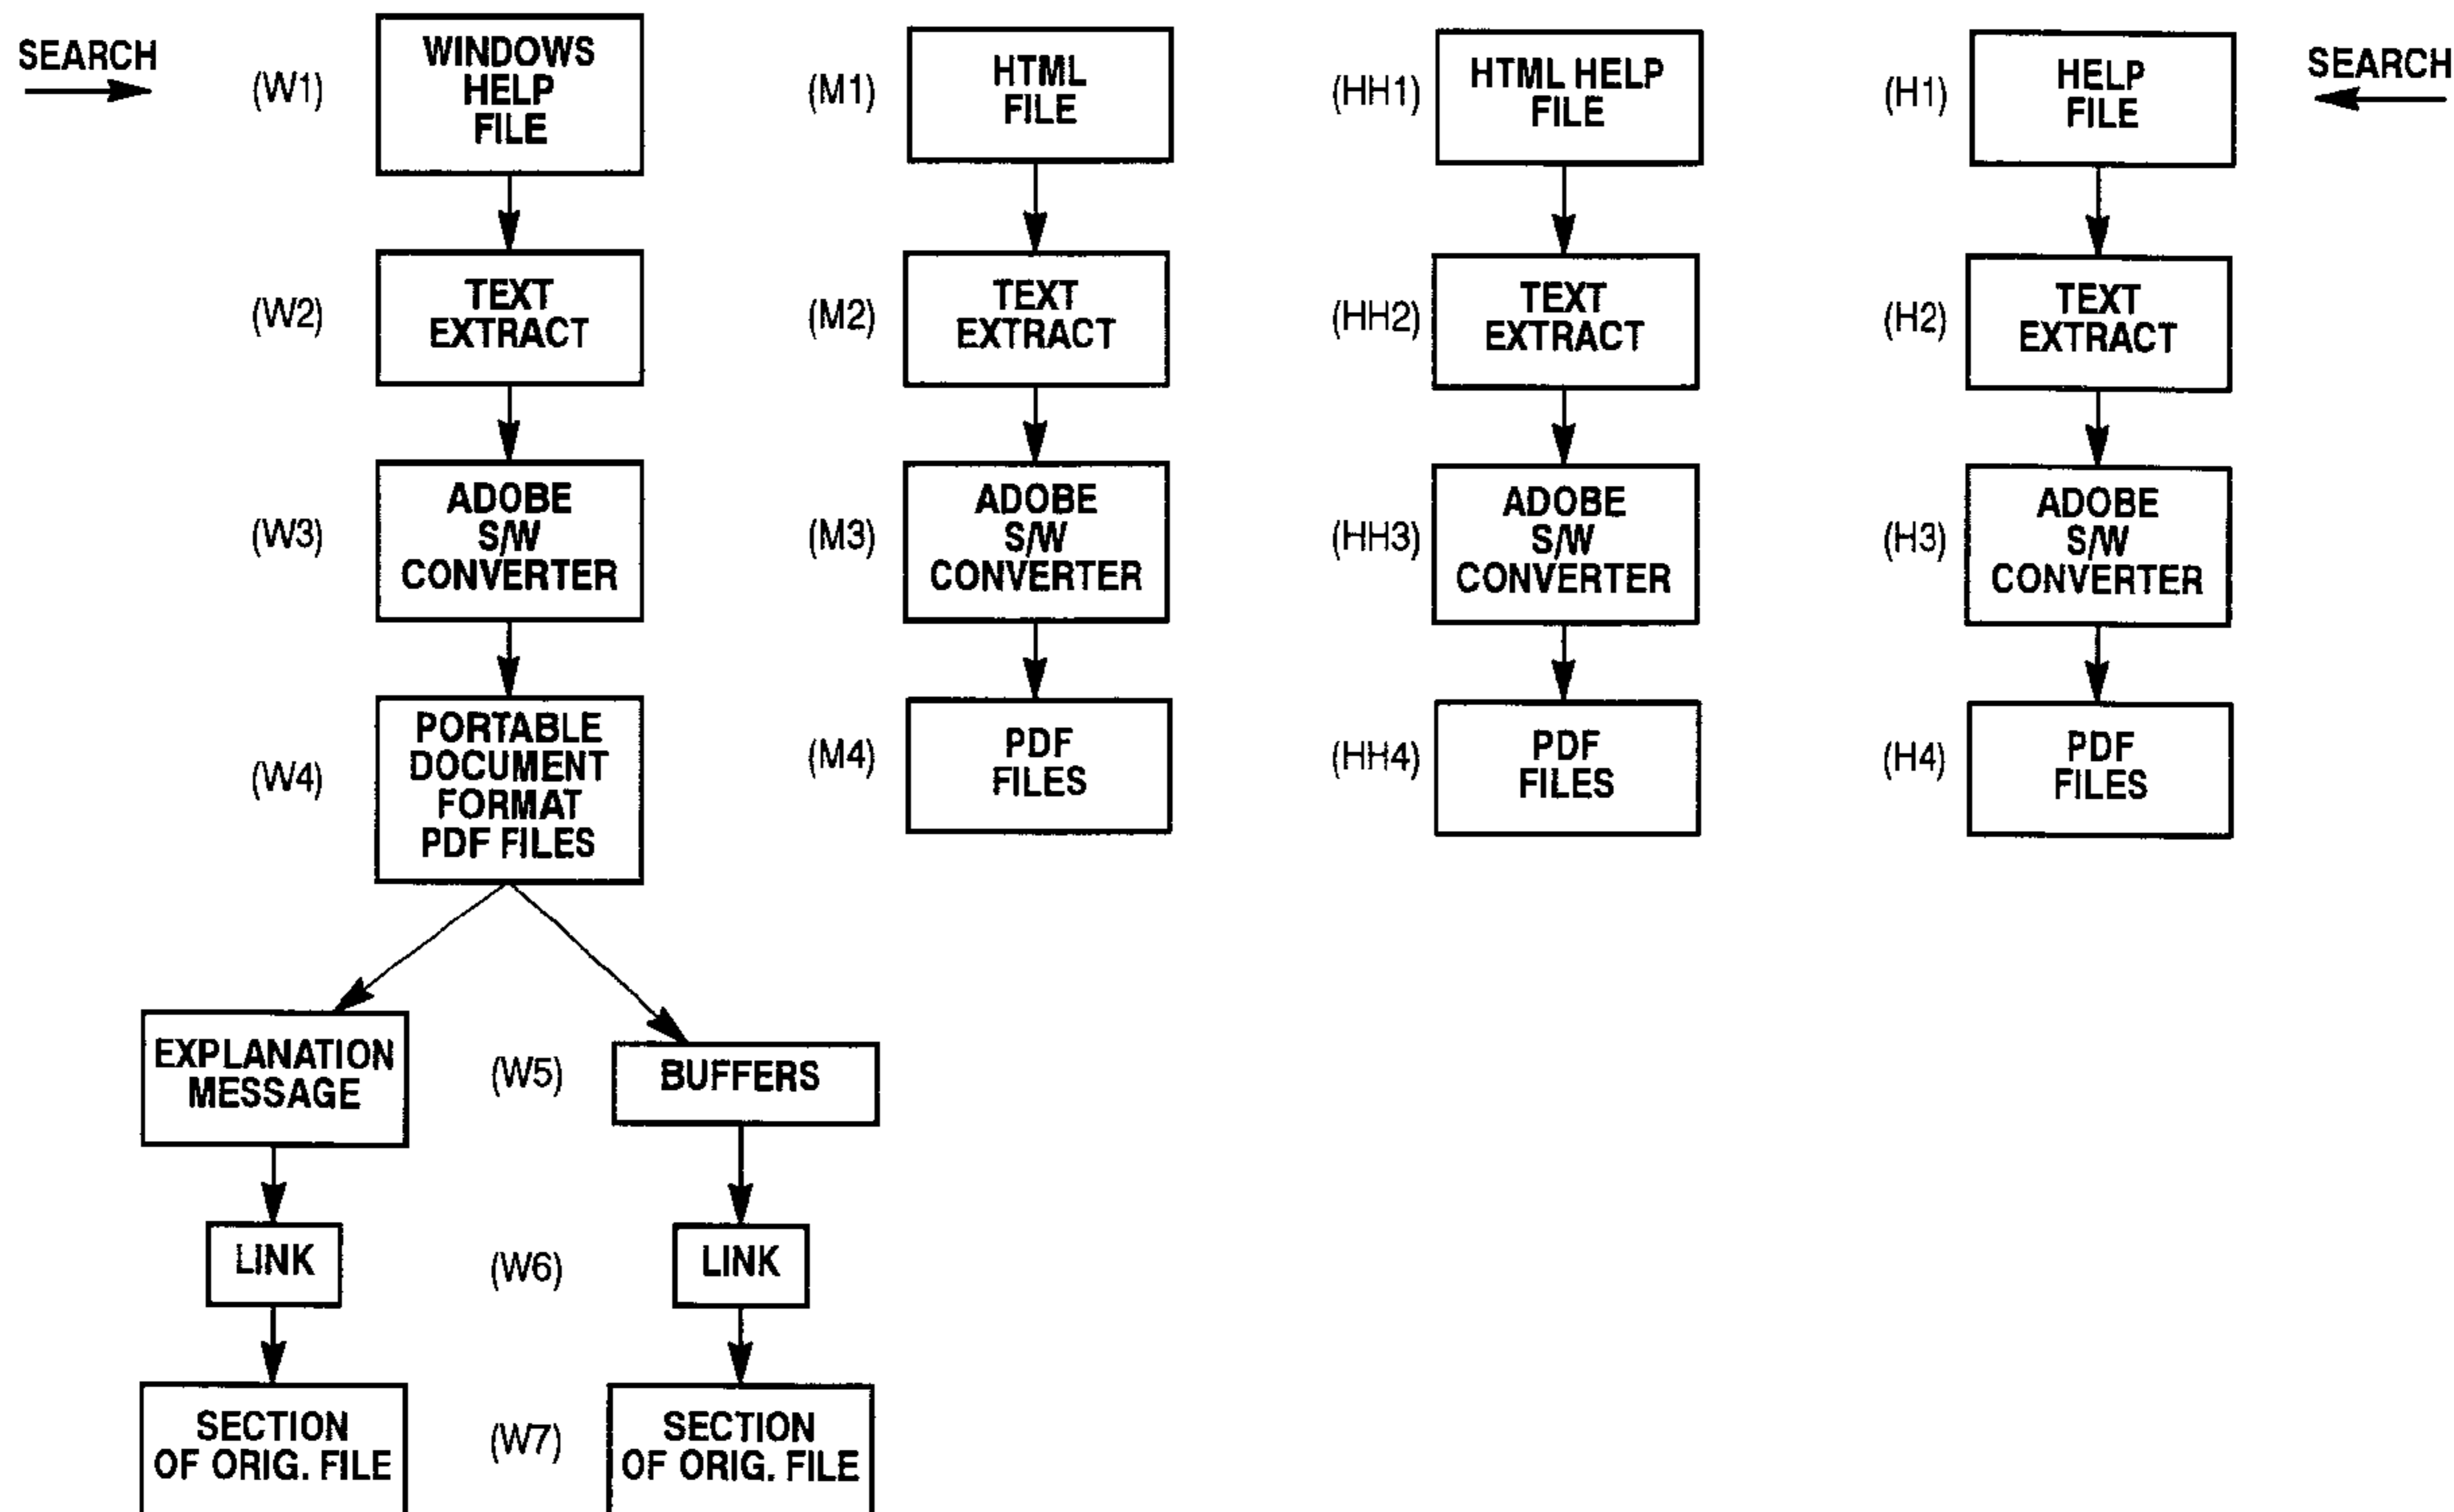 SEARCH
(W1)
WINDOWS
HELP
FILE
(M1)
HTML
FILE
(HH1)
HTML HELP
FILE
(H1)
HELP
FILE
SEARCH
(W2)
TEXT
EXTRACT
(M2)
TEXT
EXTRACT
(HH2)
TEXT
EXTRACT
(H2)
TEXT
EXTRACT
(W3)
ADOBE
S/W
CONVERTER
(M3)
ADOBE
S/W
CONVERTER
(HH3)
ADOBE
S/W
CONVERTER
(H3)
ADOBE
S/W
CONVERTER
(W4)
PORTABLE
DOCUMENT
FORMAT
PDF FILES
(M4)
PDF
FILES
(HH4)
PDF
FILES
(H4)
PDF
FILES
EXPLANATION
MESSAGE
(W5)
BUFFERS
LINK
(W6)
LINK
SECTION
OF ORIG. FILE
(W7)
SECTION
OF ORIG. FILE